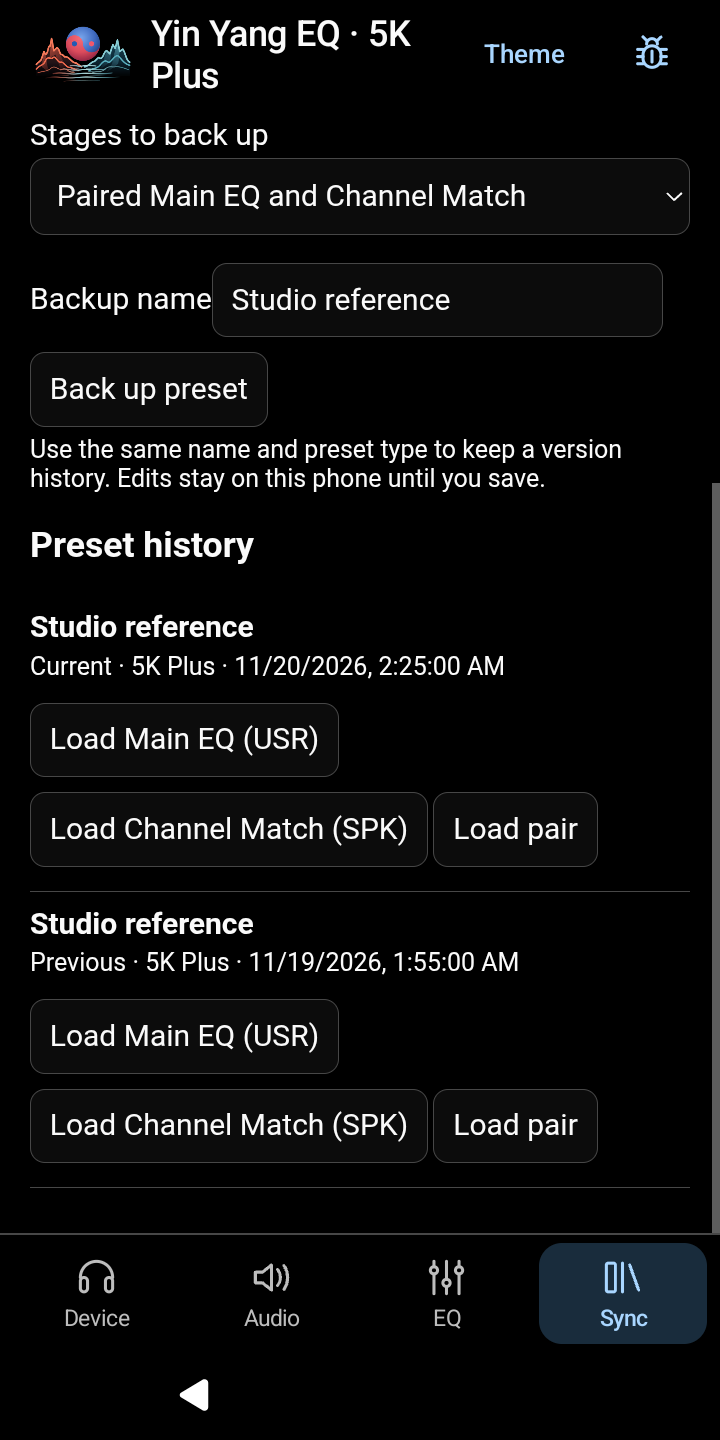 Yin Yang EQ · 5K
Plus
Theme
Stages to back up
Paired Main EQ and Channel Match
Backup name
Studio reference
Back up preset
Use the same name and preset type to keep a version
history. Edits stay on this phone until you save.
Preset history
Studio reference
Current · 5K Plus · 11/20/2026, 2:25:00 AM
Load Main EQ (USR)
Load Channel Match (SPK)
Load pair
Studio reference
Previous · 5K Plus · 11/19/2026, 1:55:00 AM
Load Main EQ (USR)
Load Channel Match (SPK)
Load pair
Device
Audio
EQ
Sync